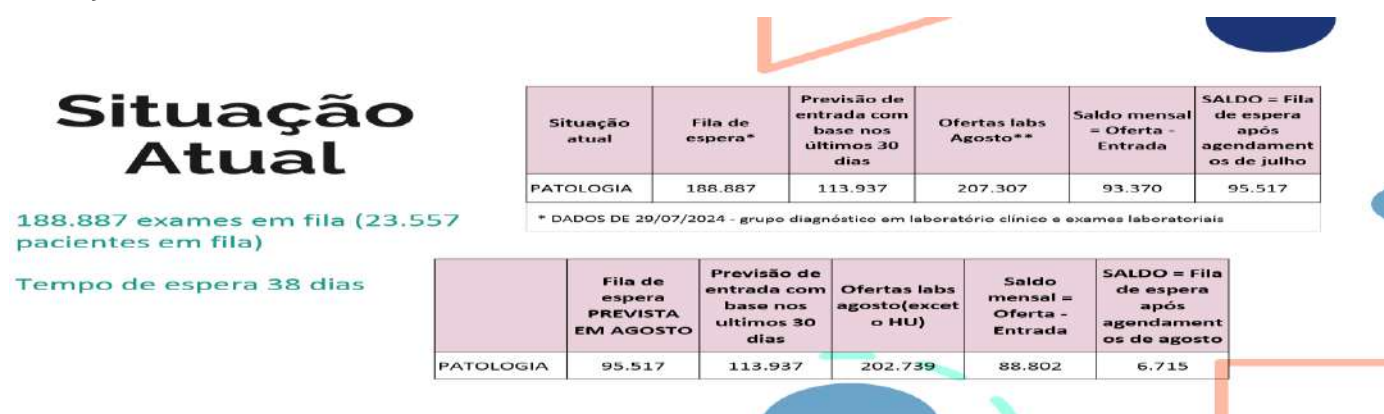 Situação
Atual
188.887 exames em fila (23.557
pacientes em fila)
Tempo de espera 38 dias
Situação
atual
Fila de
espera*
Previsão de
entrada com
base nos
últimos 30
dias
Ofertas labs
Agosto**
Saldo mensal
= Oferta -
Entrada
SALDO = Fila
de espera
após
agendament
os de julho
PATOLOGIA 188.887 113.937 207.307 93.370 95.517
* DADOS DE 29/07/2024 - grupo diagnóstico em laboratório clínico e exames laboratoriais
Fila de
espera
PREVISTA
EM AGOSTO
Previsão de
entrada com
base nos
ultimos 30
dias
Ofertas labs
agosto(excet
o HU)
Saldo
mensal =
Oferta -
Entrada
SALDO = Fila
de espera
após
agendament
os de agosto
PATOLOGIA 95.517 113.937 202.739 88.802 6.715